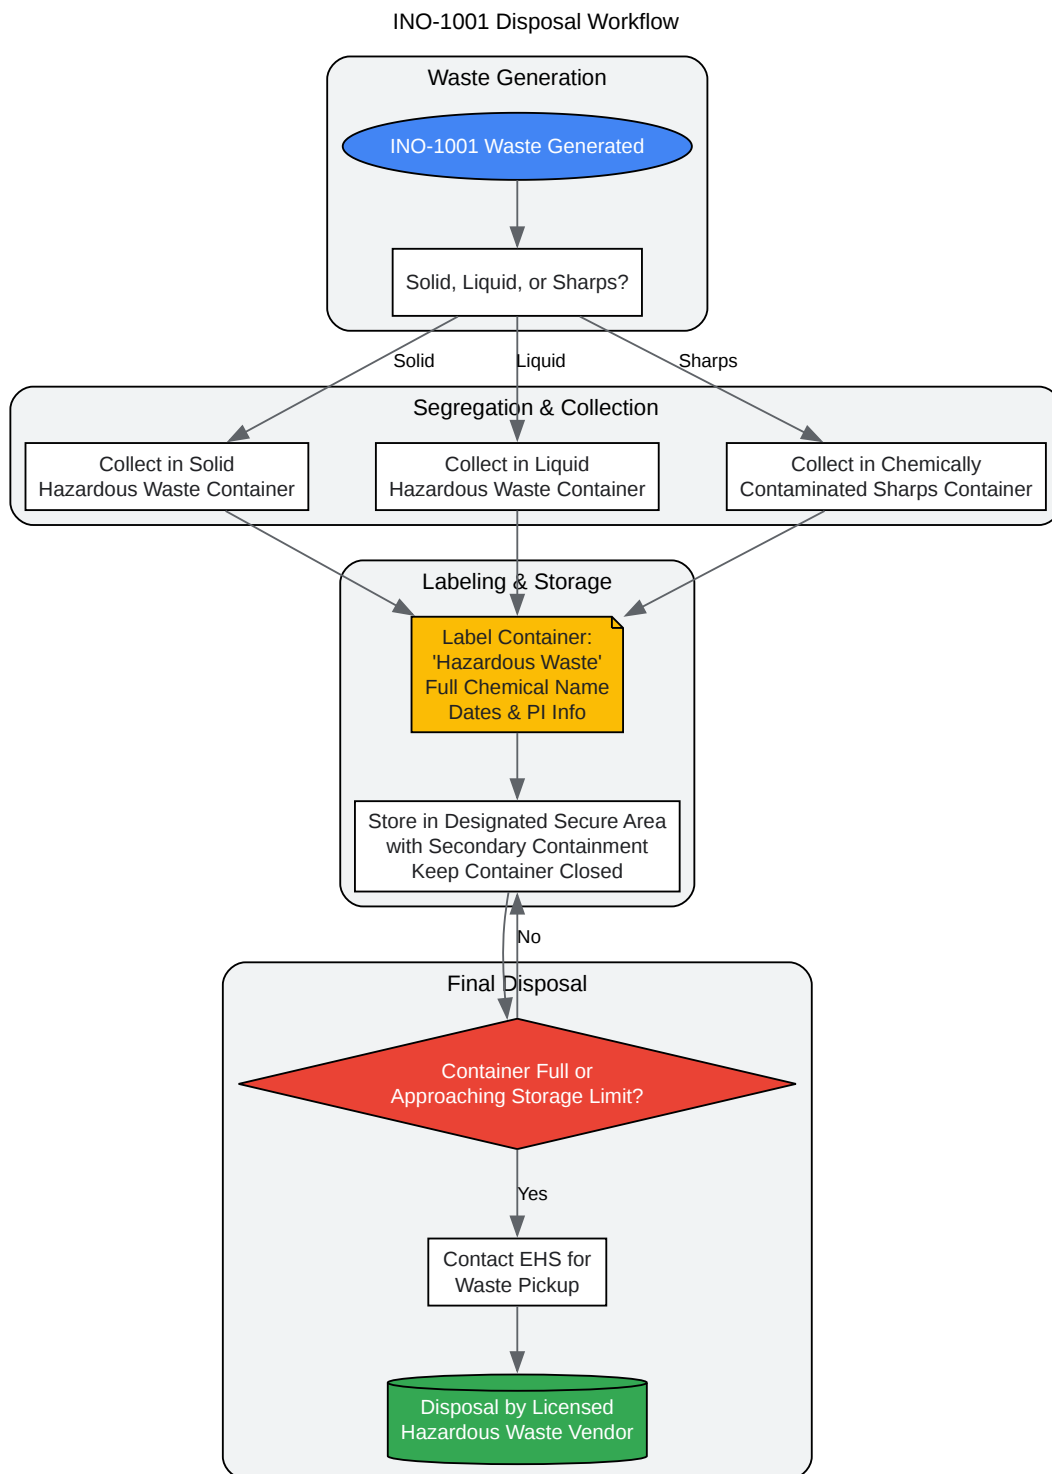 INO-1001 Disposal Workflow
Waste Generation
INO-1001 Waste Generated
Solid, Liquid, or Sharps?
Solid
Liquid
Sharps
Segregation & Collection
Collect in Solid
Hazardous Waste Container
Collect in Liquid
Hazardous Waste Container
Collect in Chemically
Contaminated Sharps Container
Labeling & Storage
Label Container:
'Hazardous Waste'
Full Chemical Name
Dates & PI Info
Store in Designated Secure Area
with Secondary Containment
Keep Container Closed
No
Final Disposal
Container Full or
Approaching Storage Limit?
Yes
Contact EHS for
Waste Pickup
Disposal by Licensed
Hazardous Waste Vendor